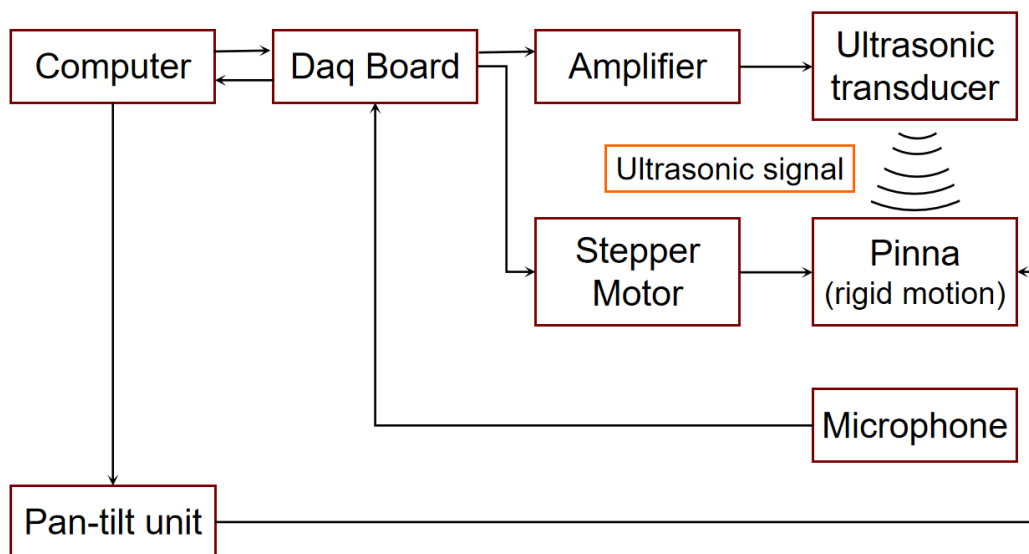 Computer
Daq Board
Amplifier
Ultrasonic
transducer
Ultrasonic signal
Stepper
Motor
Pinna
(rigid motion)
Microphone
Pan-tilt unit